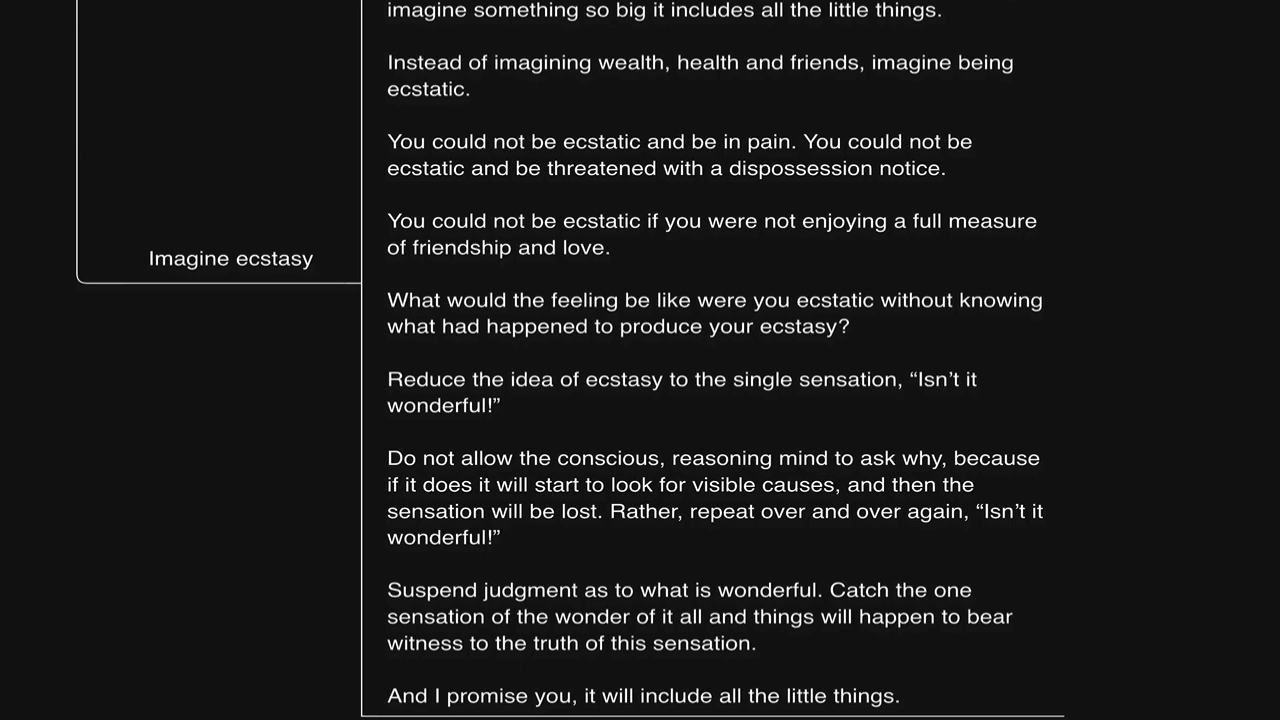 imagine something so big it includes all the little things.
Instead of imagining wealth, health and friends, imagine being
ecstatic.
You could not be ecstatic and be in pain. You could not be
ecstatic and be threatened with a dispossession notice.
You could not be ecstatic if you were not enjoying a full measure
of friendship and love.
Imagine ecstasy
What would the feeling be like were you ecstatic without knowing
what had happened to produce your ecstasy?
Reduce the idea of ecstasy to the single sensation, “Isn’t it
wonderful!”
Do not allow the conscious, reasoning mind to ask why, because
if it does it will start to look for visible causes, and then the
sensation will be lost. Rather, repeat over and over again, “Isn’t it
wonderful!”
Suspend judgment as to what is wonderful. Catch the one
sensation of the wonder of it all and things will happen to bear
witness to the truth of this sensation.
And I promise you, it will include all the little things.